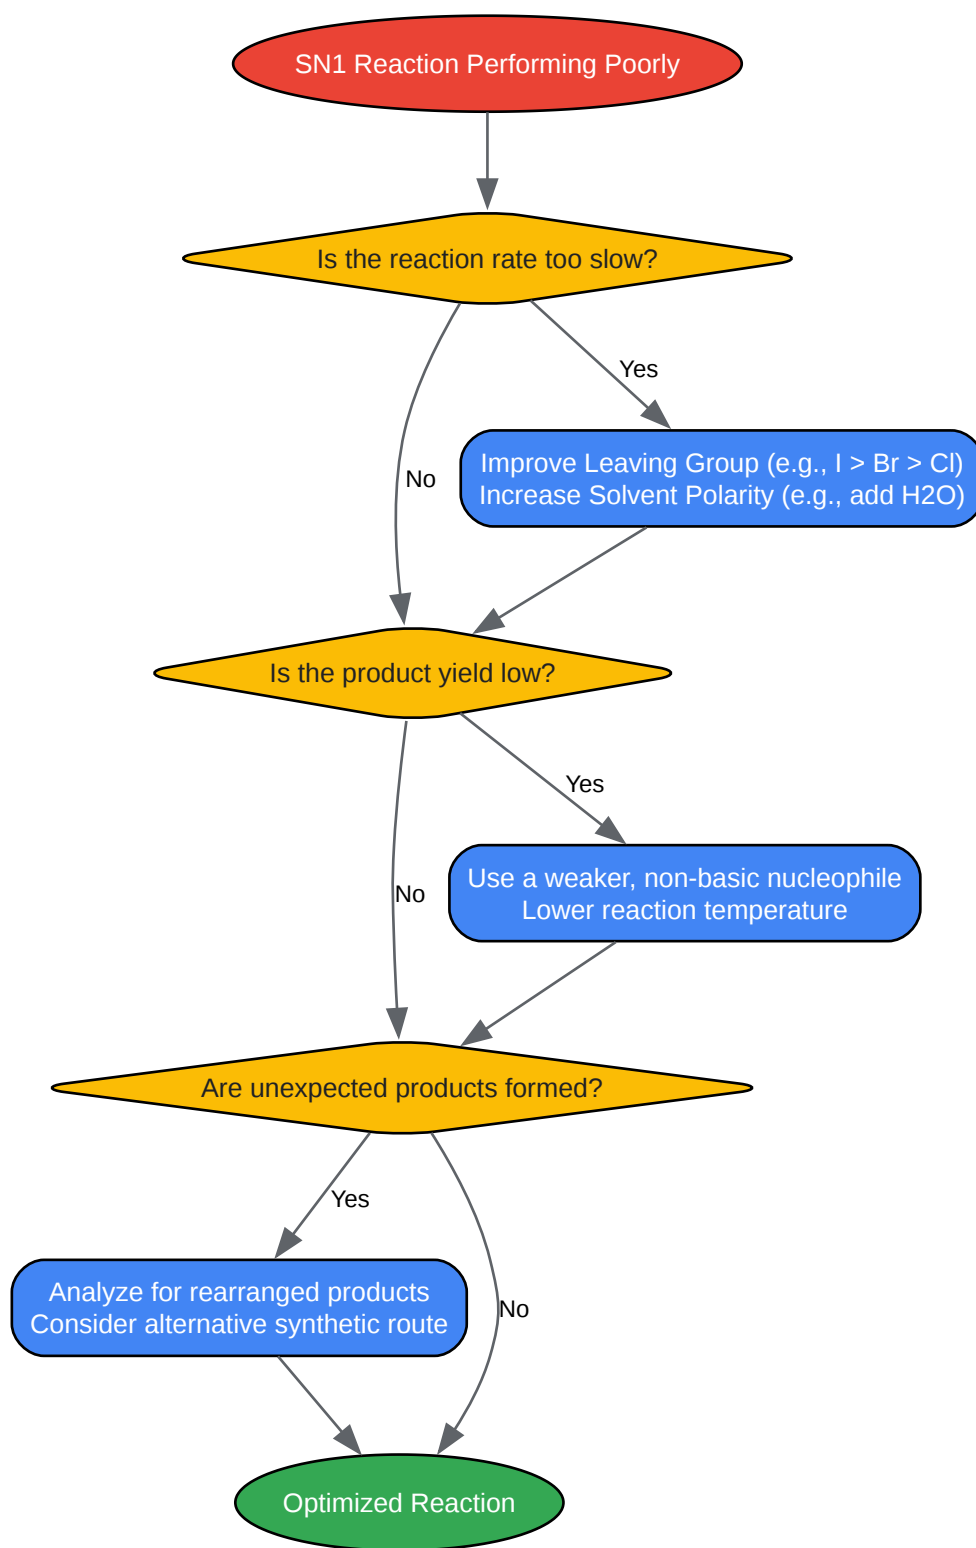 SN1 Reaction Performing Poorly
Is the reaction rate too slow?
Yes
Improve Leaving Group (e.g., I > Br > Cl)
Increase Solvent Polarity (e.g., add H2O)
No
Is the product yield low?
Yes
Use a weaker, non-basic nucleophile
Lower reaction temperature
No
Are unexpected products formed?
Yes
Analyze for rearranged products
Consider alternative synthetic route
No
Optimized Reaction